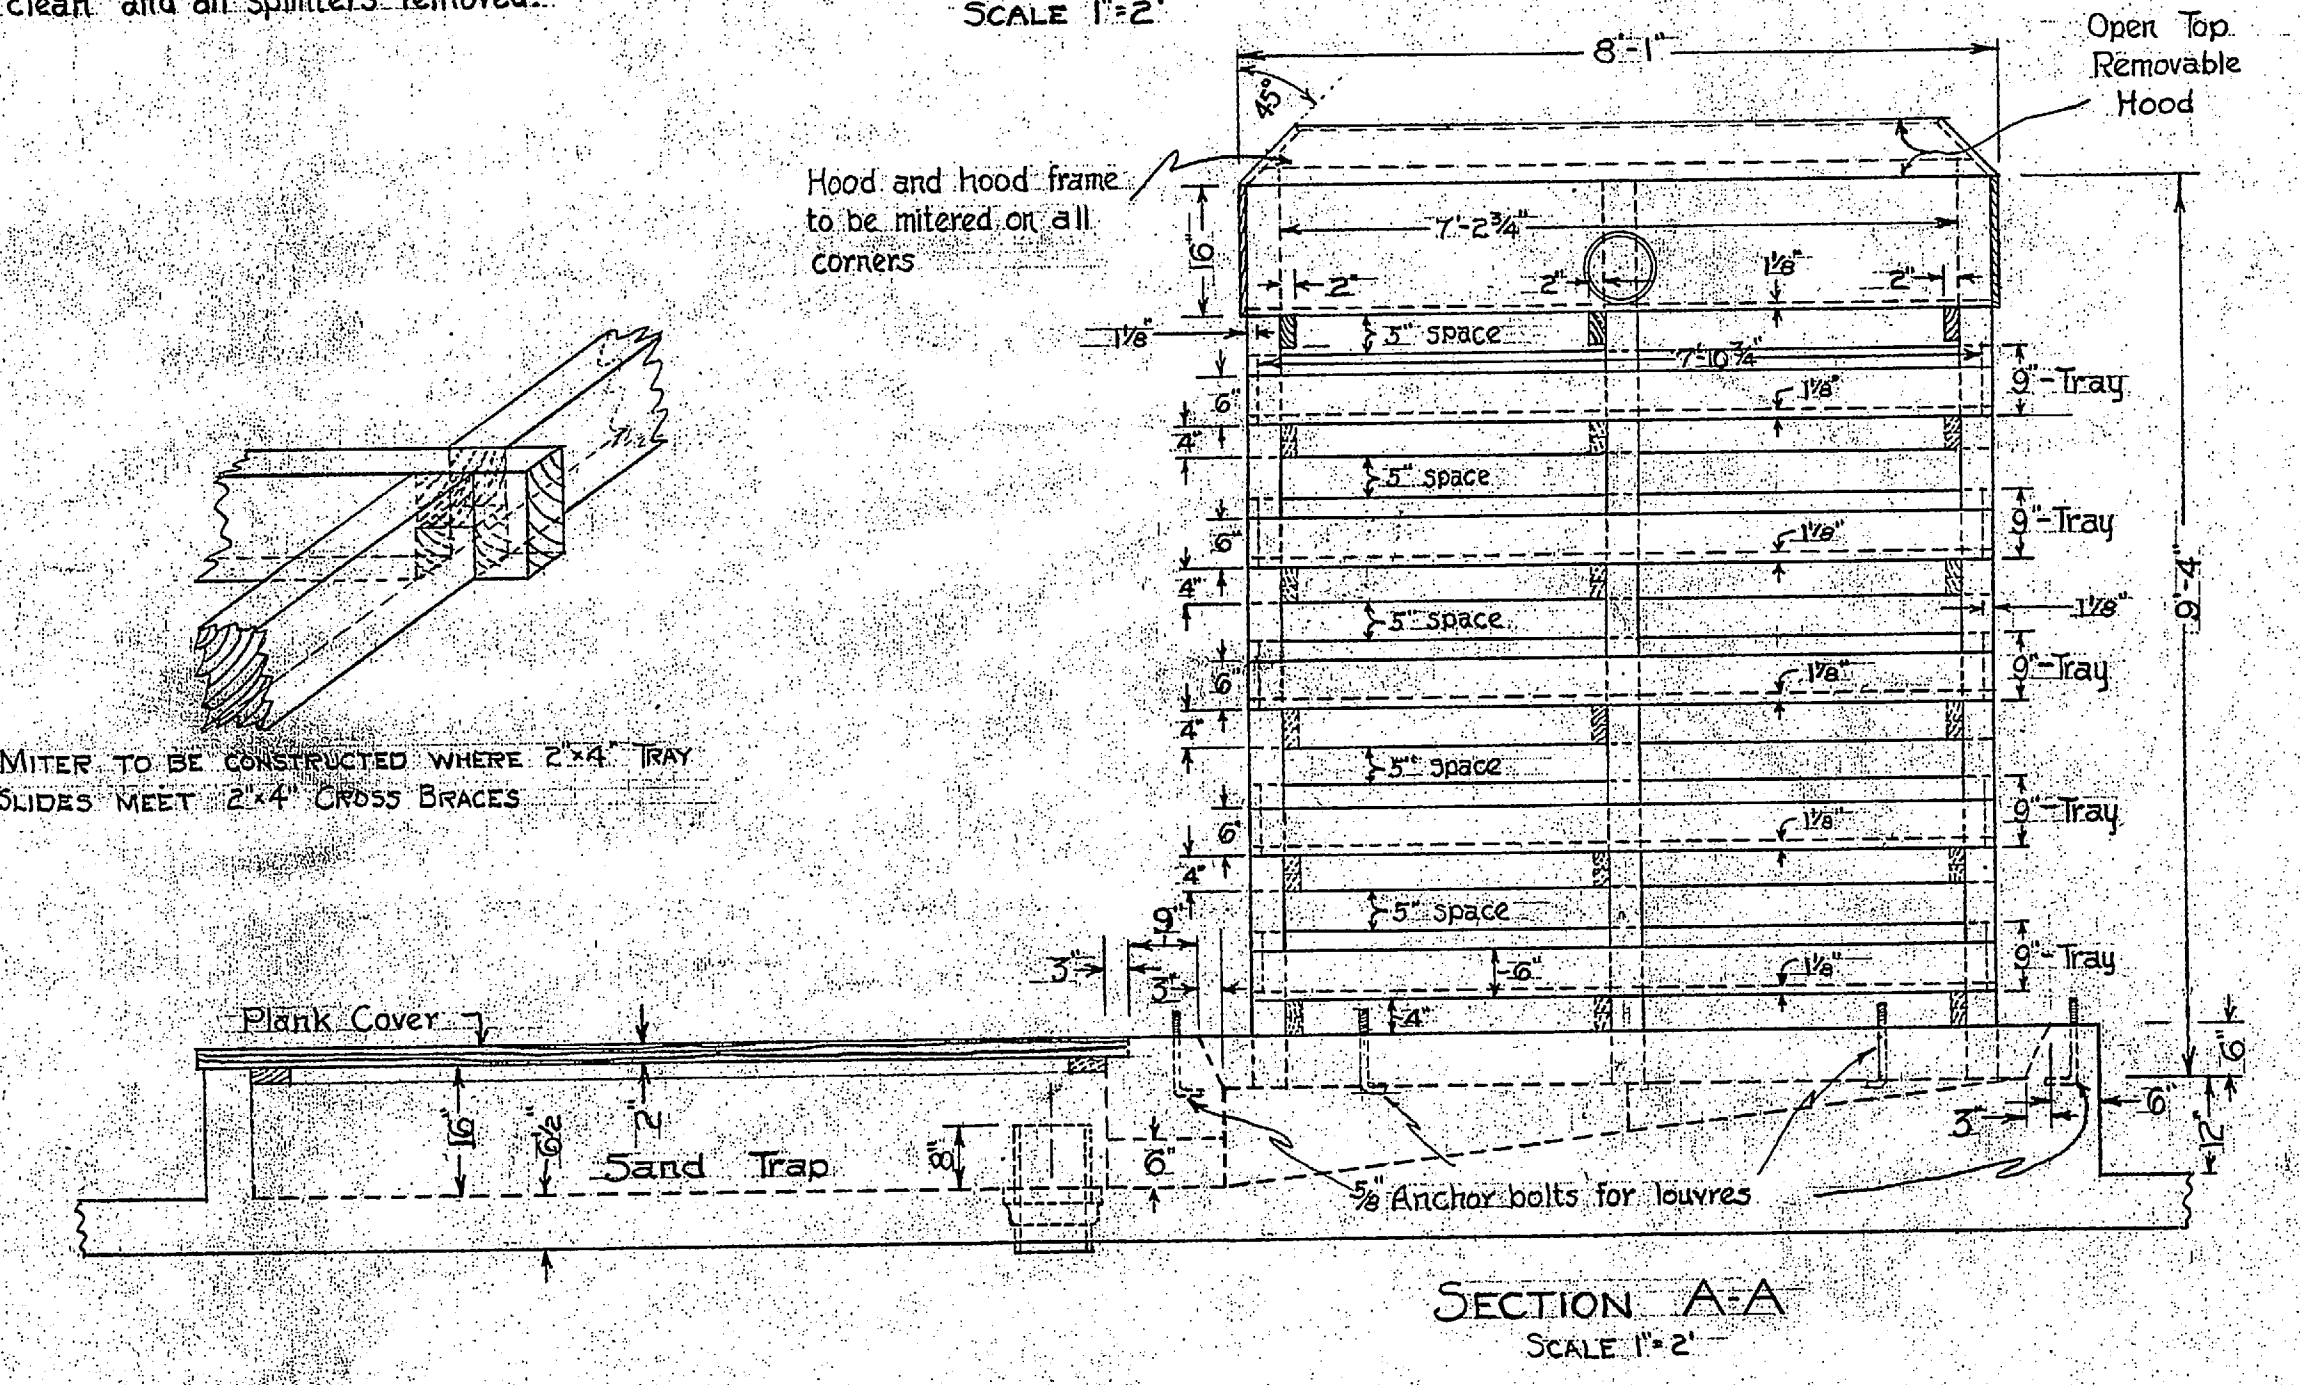 clean and all splinters removed.
SCALE 1"=2'
8'-1"
Open Top
Removable
Hood
45°
Hood and hood frame
to be mitered on all
corners
16"
7'-2¾"
2"
2"
1⅛"
2"
1⅛"
5" space
7'-10¾"
9"-Tray
6"
1⅛"
4"
5" space
9"-Tray
6"
1⅛"
4"
5" space
9'-4"
1⅛"
9"-Tray
6"
1⅛"
4"
MITER TO BE CONSTRUCTED WHERE 2"x4" TRAY
SLIDES MEET 2"x4" CROSS BRACES
5" space
9"-Tray
6"
1⅛"
4"
5" space
9"
3"
3"
6"
1⅛"
9"-Tray
4"
Plank Cover
6"
16"
6½"
2"
Sand Trap
8"
6"
3"
6"
12"
⅝" Anchor bolts for louvres
SECTION A-A
SCALE 1"=2'